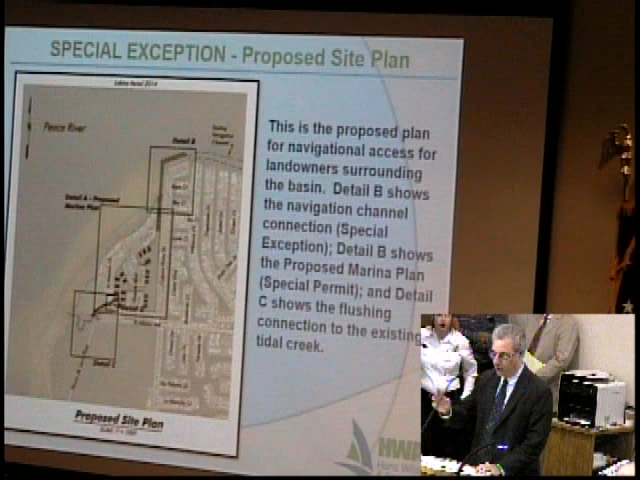 SPECIAL EXCEPTION - Proposed Site Plan
Peace River
Detail B
Detail A - Proposed
Marina Plan
Detail C
Proposed Site Plan
This is the proposed plan
for navigational access for
landowners surrounding
the basin. Detail B shows
the navigation channel
connection (Special
Exception); Detail B shows
the Proposed Marina Plan
(Special Permit); and Detail
C shows the flushing
connection to the existing
tidal creek.